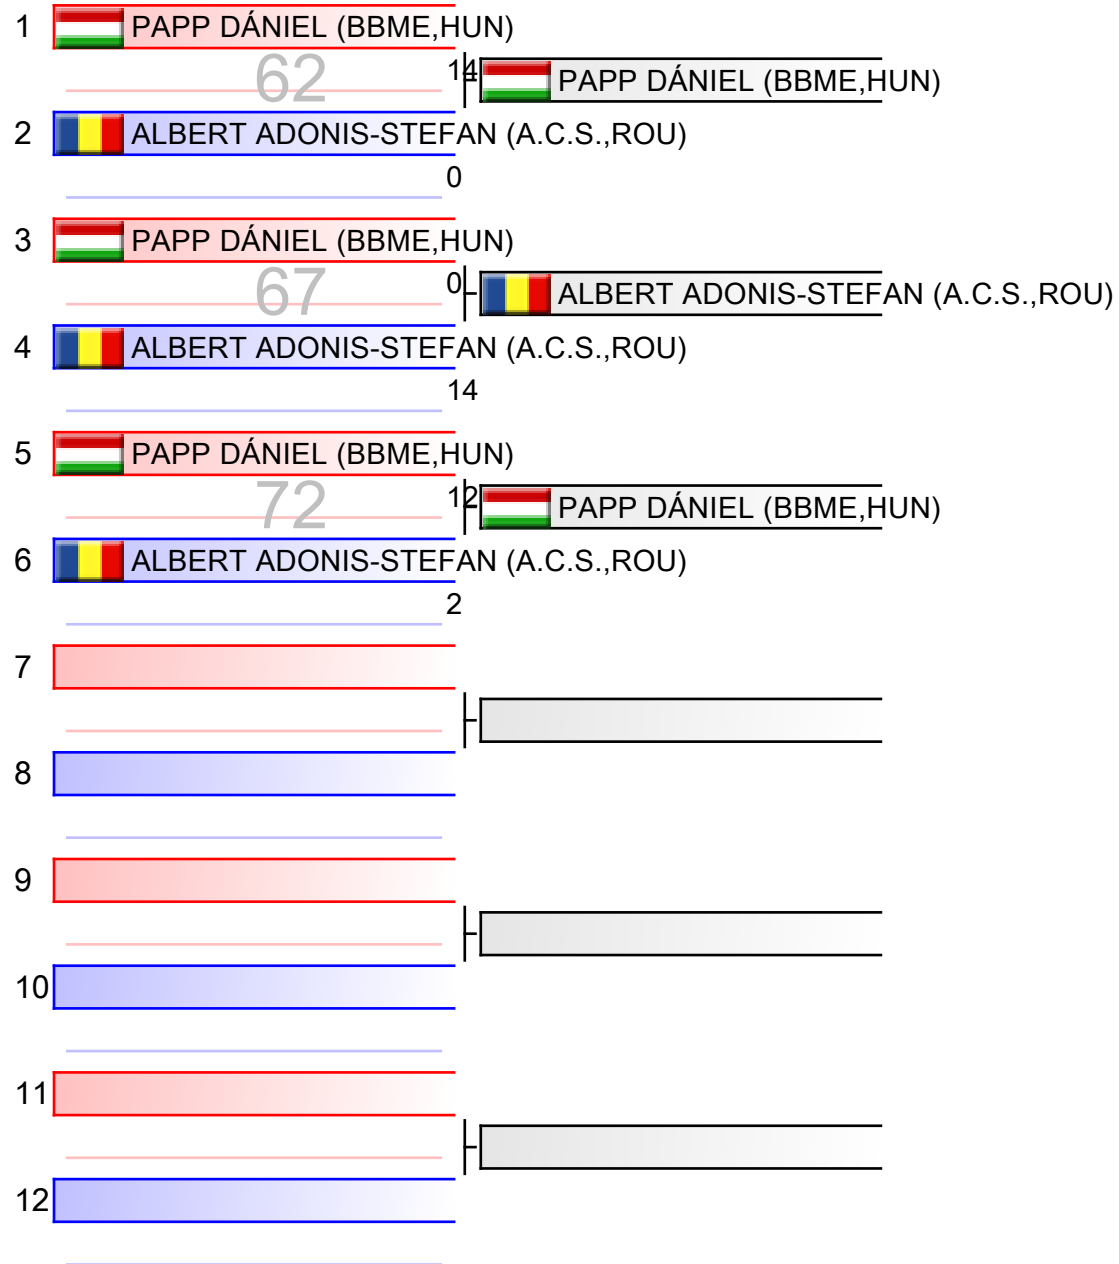 1 PAPP DÁNIEL (BBME,HUN)
62 14 PAPP DÁNIEL (BBME,HUN)
2 ALBERT ADONIS-STEFAN (A.C.S.,ROU)
0
3 PAPP DÁNIEL (BBME,HUN)
67 0 ALBERT ADONIS-STEFAN (A.C.S.,ROU)
4 ALBERT ADONIS-STEFAN (A.C.S.,ROU)
14
5 PAPP DÁNIEL (BBME,HUN)
72 12 PAPP DÁNIEL (BBME,HUN)
6 ALBERT ADONIS-STEFAN (A.C.S.,ROU)
2
7
8
9
10
11
12